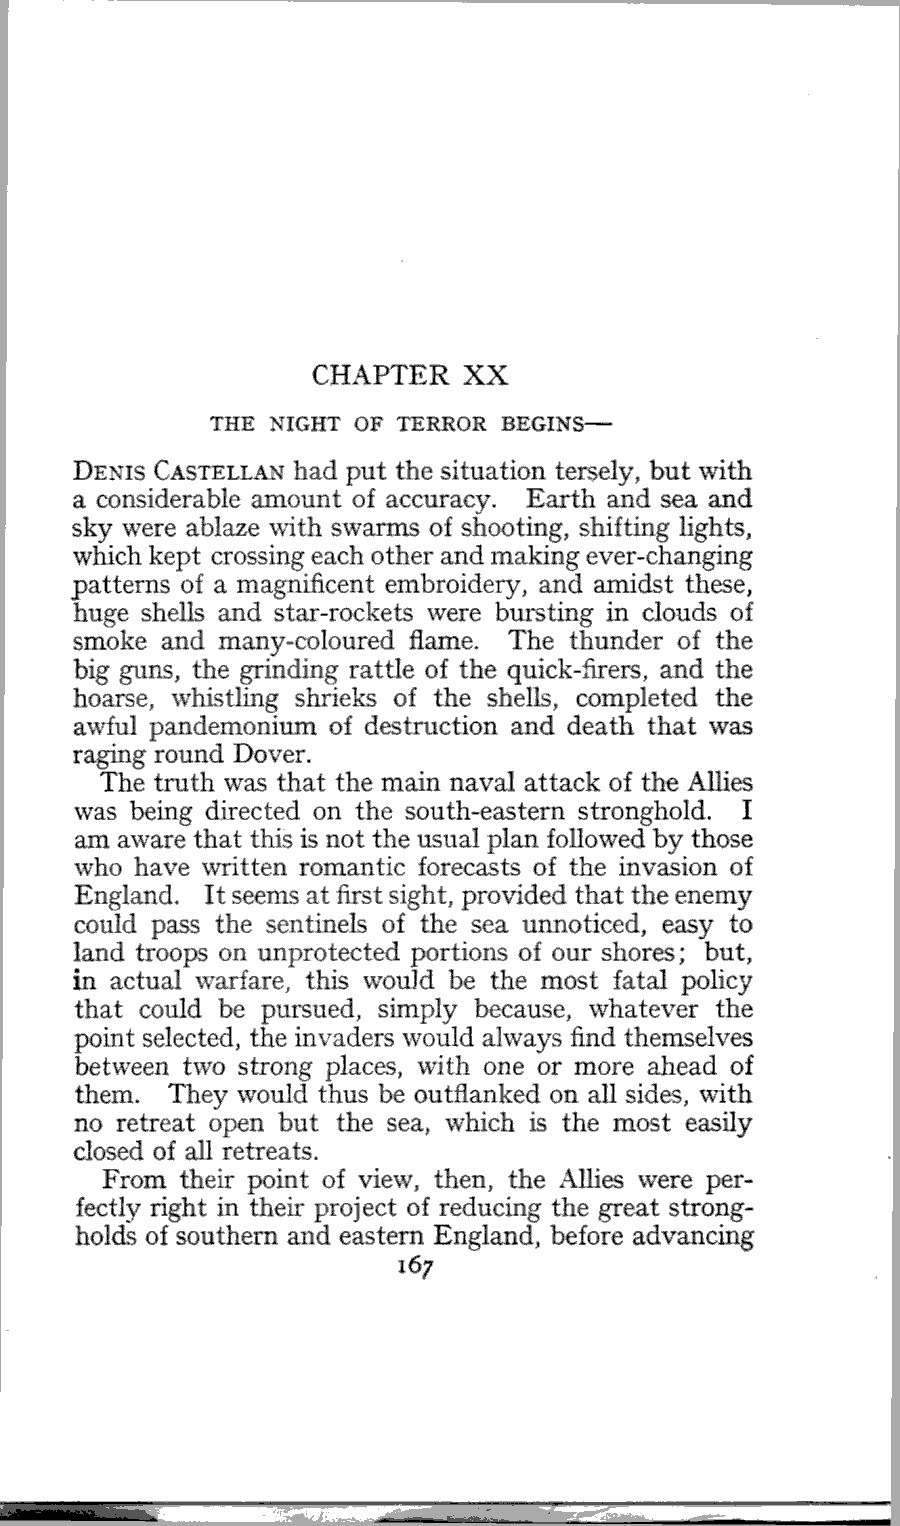 CHAPTER XX
THE NIGHT OF TERROR BEGINS—
DENIS CASTELLAN had put the situation tersely, but with
a considerable amount of accuracy. Earth and sea and
sky were ablaze with swarms of shooting, shifting lights,
which kept crossing each other and making ever-changing
patterns of a magnificent embroidery, and amidst these,
huge shells and star-rockets were bursting in clouds of
smoke and many-coloured flame. The thunder of the
big guns, the grinding rattle of the quick-firers, and the
hoarse, whistling shrieks of the shells, completed the
awful pandemonium of destruction and death that was
raging round Dover.
The truth was that the main naval attack of the Allies
was being directed on the south-eastern stronghold. I
am aware that this is not the usual plan followed by those
who have written romantic forecasts of the invasion of
England. It seems at first sight, provided that the enemy
could pass the sentinels of the sea unnoticed, easy to
land troops on unprotected portions of our shores; but,
in actual warfare, this would be the most fatal policy
that could be pursued, simply because, whatever the
point selected, the invaders would always find themselves
between two strong places, with one or more ahead of
them. They would thus be outflanked on all sides, with
no retreat open but the sea, which is the most easily
closed of all retreats.
From their point of view, then, the Allies were per-
fectly right in their project of reducing the great strong-
holds of southern and eastern England, before advancing
167